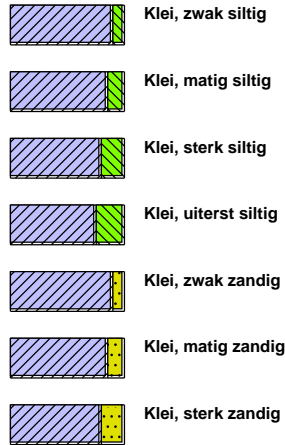 Klei, zwak siltig
Klei, matig siltig
Klei, sterk siltig
Klei, uiterst siltig
Klei, zwak zandig
Klei, matig zandig
Klei, sterk zandig